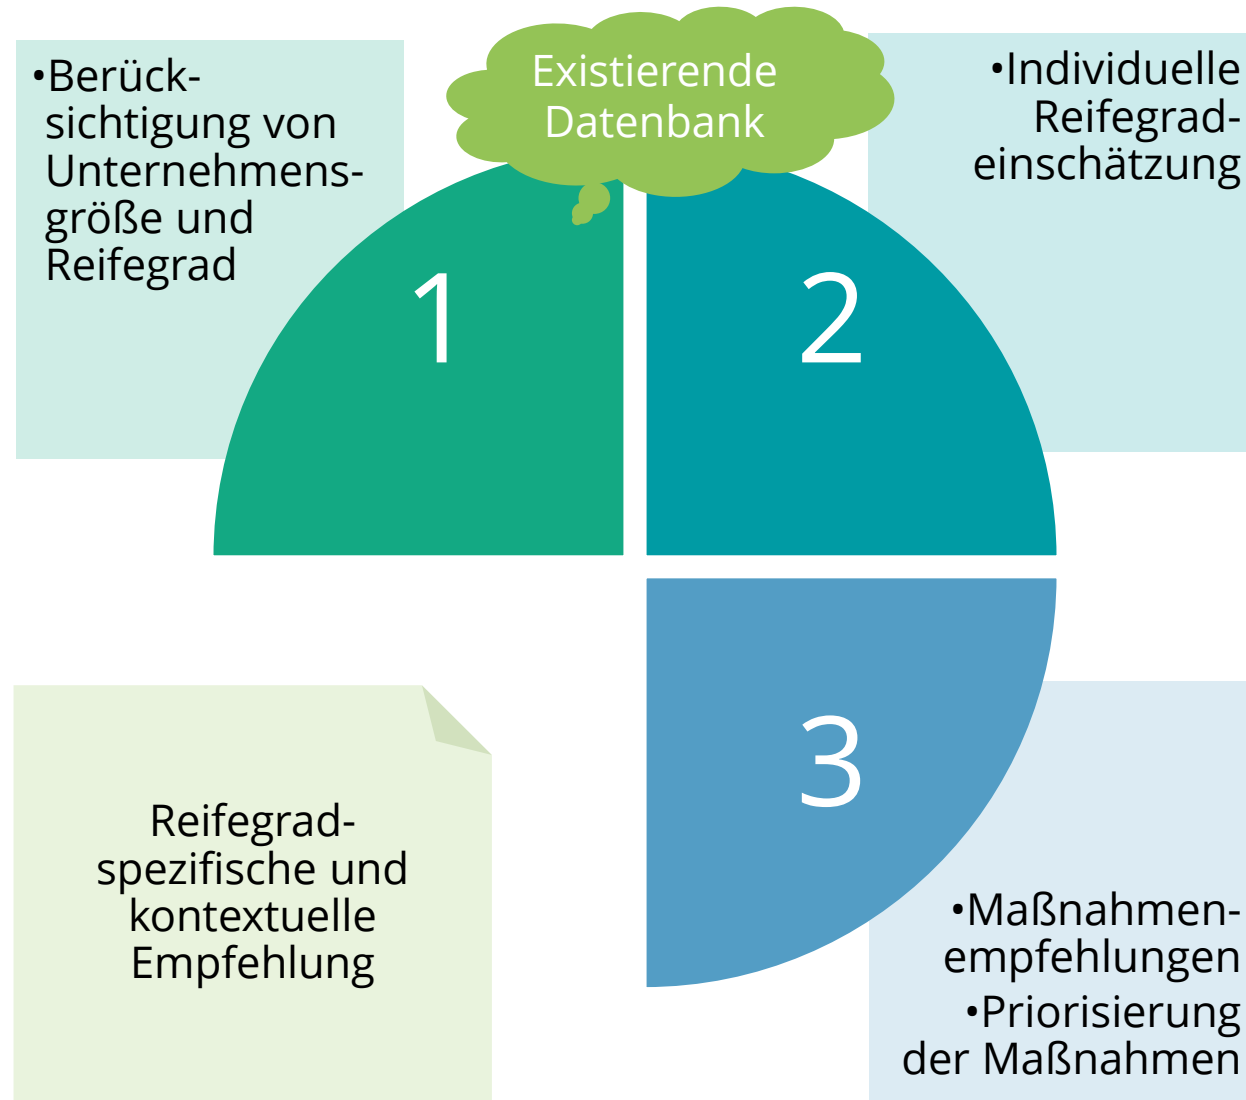 •Berück-
sichtigung von
Unternehmens-
größe und
Reifegrad
Existierende
Datenbank
•Individuelle
Reifegrad-
einschätzung
1
2
3
Reifegrad-
spezifische und
kontextuelle
Empfehlung
•Maßnahmen-
empfehlungen
•Priorisierung
der Maßnahmen